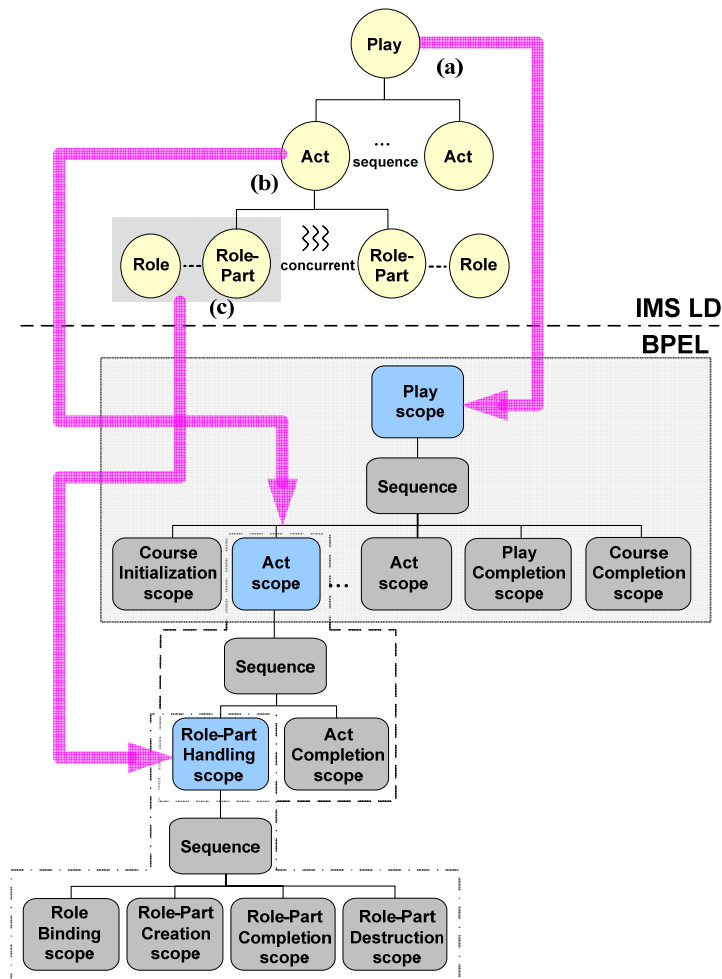 Play
(a)
Act
...
sequence
Act
(b)
Role
Role-
Part
concurrent
Role-
Part
Role
(c)
IMS LD
BPEL
Play
scope
Sequence
Course
Initialization
scope
Act
scope
...
Act
scope
Play
Completion
scope
Course
Completion
scope
Sequence
Role-Part
Handling
scope
Act
Completion
scope
Sequence
Role
Binding
scope
Role-Part
Creation
scope
Role-Part
Completion
scope
Role-Part
Destruction
scope